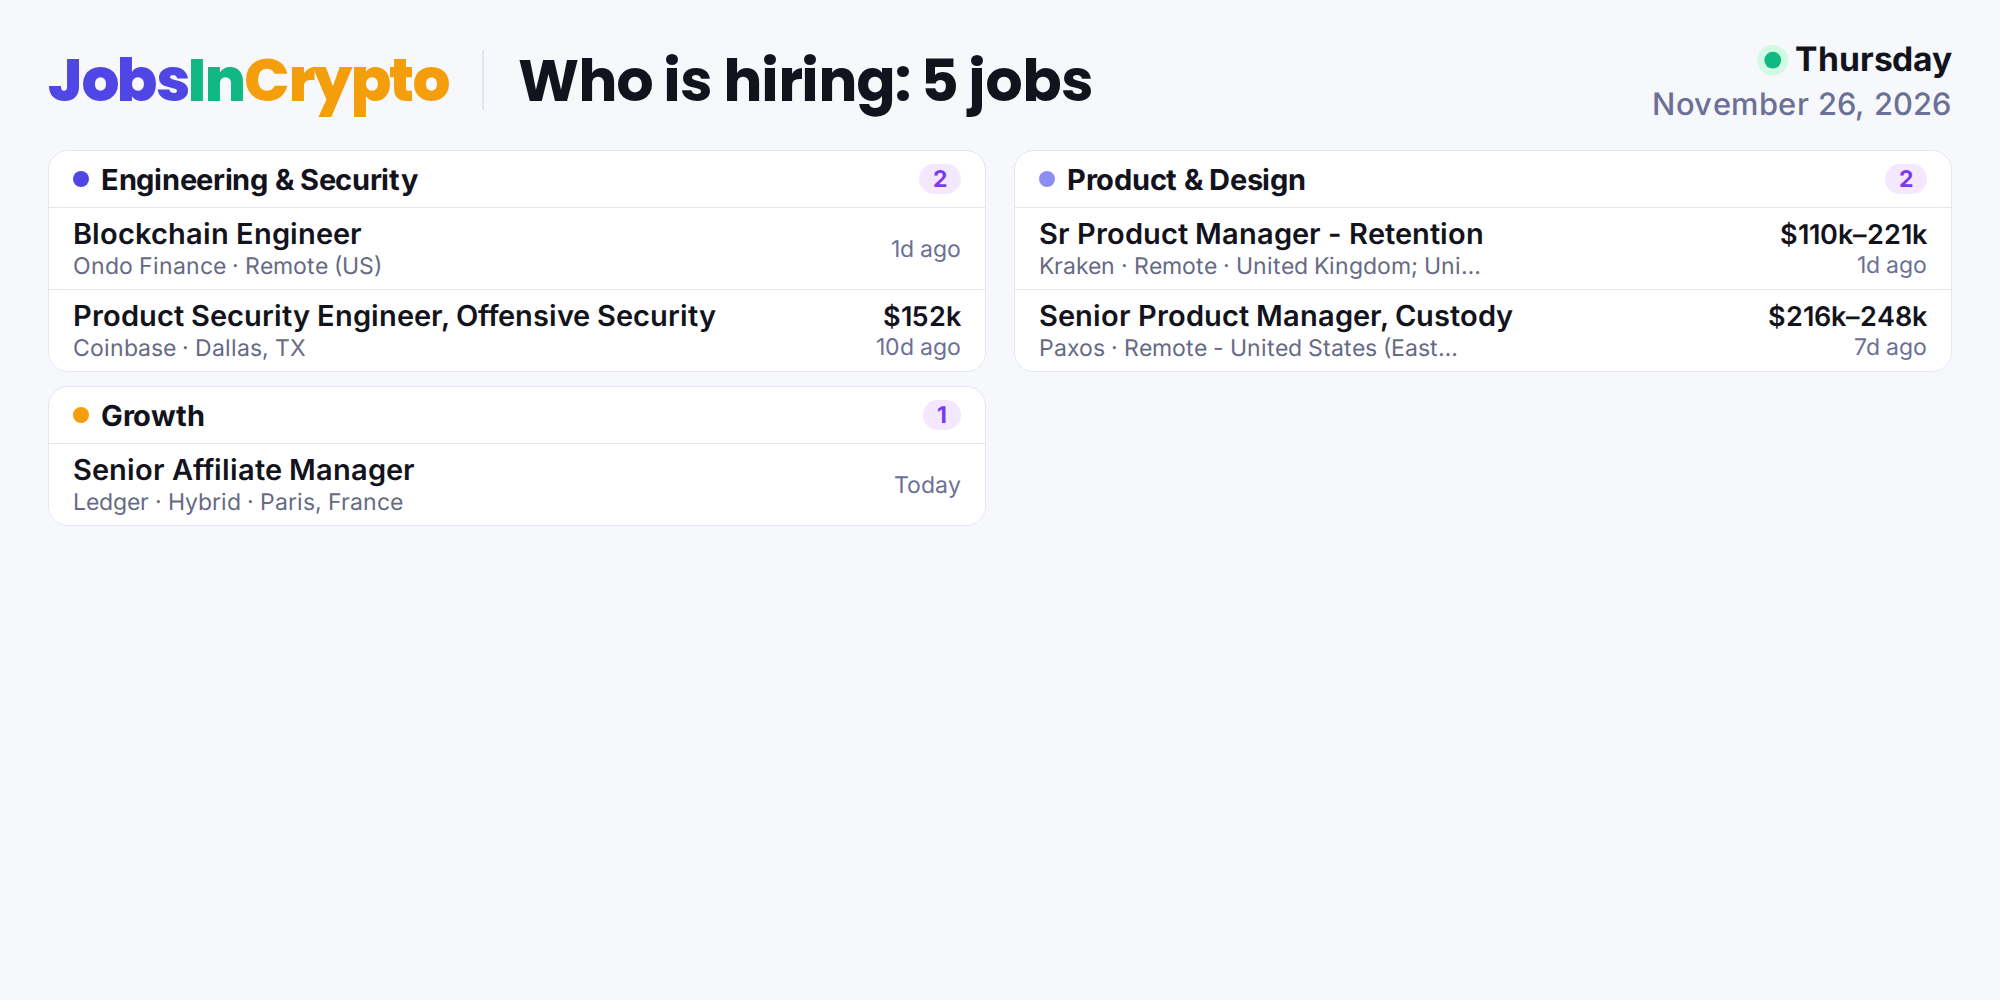 JobsInCrypto
Who is hiring: 5 jobs
Thursday
November 26, 2026
Engineering & Security
2
Blockchain Engineer
Ondo Finance · Remote (US)
1d ago
Product Security Engineer, Offensive Security
Coinbase · Dallas, TX
$152k
10d ago
Product & Design
2
Sr Product Manager - Retention
Kraken · Remote · United Kingdom; Uni...
$110k–221k
1d ago
Senior Product Manager, Custody
Paxos · Remote - United States (East...
$216k–248k
7d ago
Growth
1
Senior Affiliate Manager
Ledger · Hybrid · Paris, France
Today